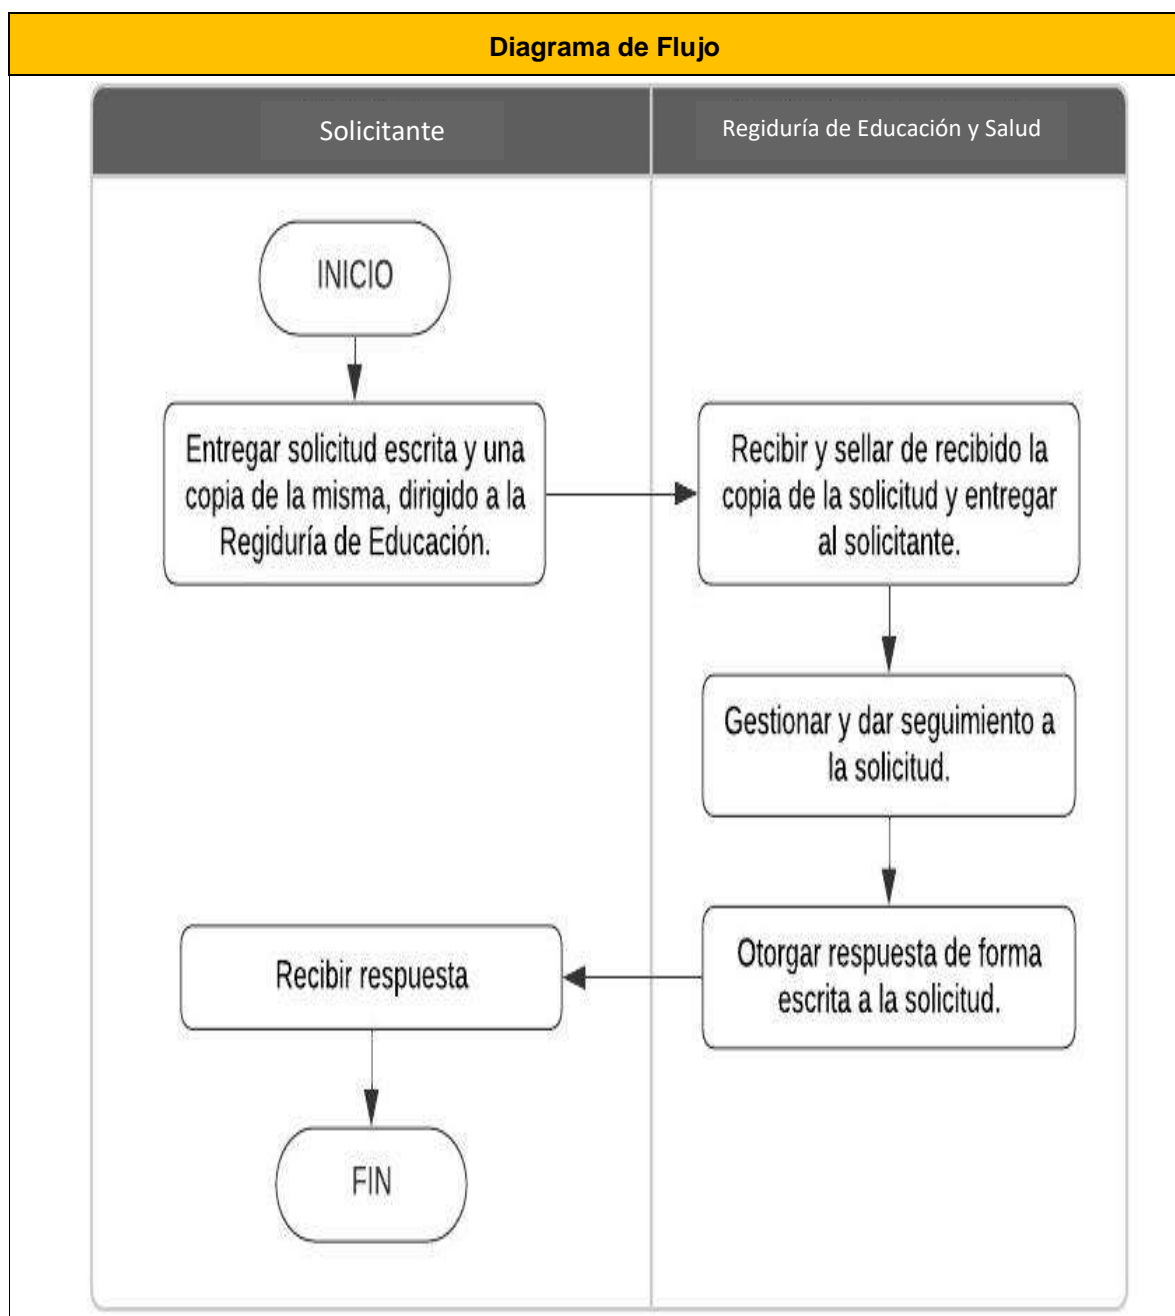 Diagrama de Flujo
Solicitante
Regiduría de Educación y Salud
INICIO
Entregar solicitud escrita y una
copia de la misma, dirigido a la
Regiduría de Educación.
Recibir y sellar de recibido la
copia de la solicitud y entregar
al solicitante.
Gestionar y dar seguimiento a
la solicitud.
Otorgar respuesta de forma
escrita a la solicitud.
Recibir respuesta
FIN